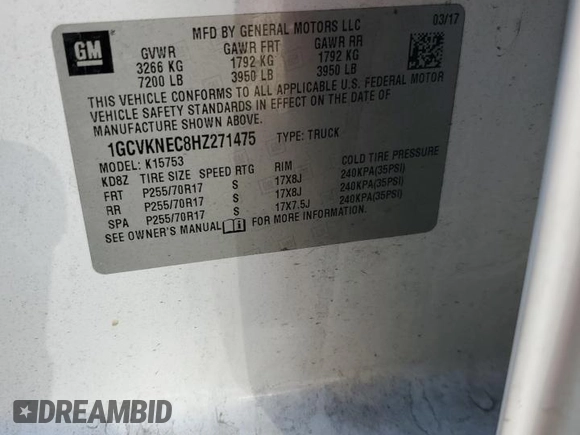 GM
MFD BY GENERAL MOTORS LLC 03/17
GVWR GAWR FRT GAWR RR
3266 KG 1792 KG 1792 KG
7200 LB 3950 LB 3950 LB
THIS VEHICLE CONFORMS TO ALL APPLICABLE U.S. FEDERAL MOTOR
VEHICLE SAFETY STANDARDS IN EFFECT ON THE DATE OF
MANUFACTURE SHOWN ABOVE.
1GCVKNEC8HZ271475 TYPE: TRUCK
MODEL: K15753
KD8Z TIRE SIZE SPEED RTG RIM COLD TIRE PRESSURE
FRT P255/70R17 S 17X8J 240KPA(35PSI)
RR P255/70R17 S 17X8J 240KPA(35PSI)
SPA P255/70R17 S 17X7.5J 240KPA(35PSI)
SEE OWNER'S MANUAL FOR MORE INFORMATION.
DREAMBID